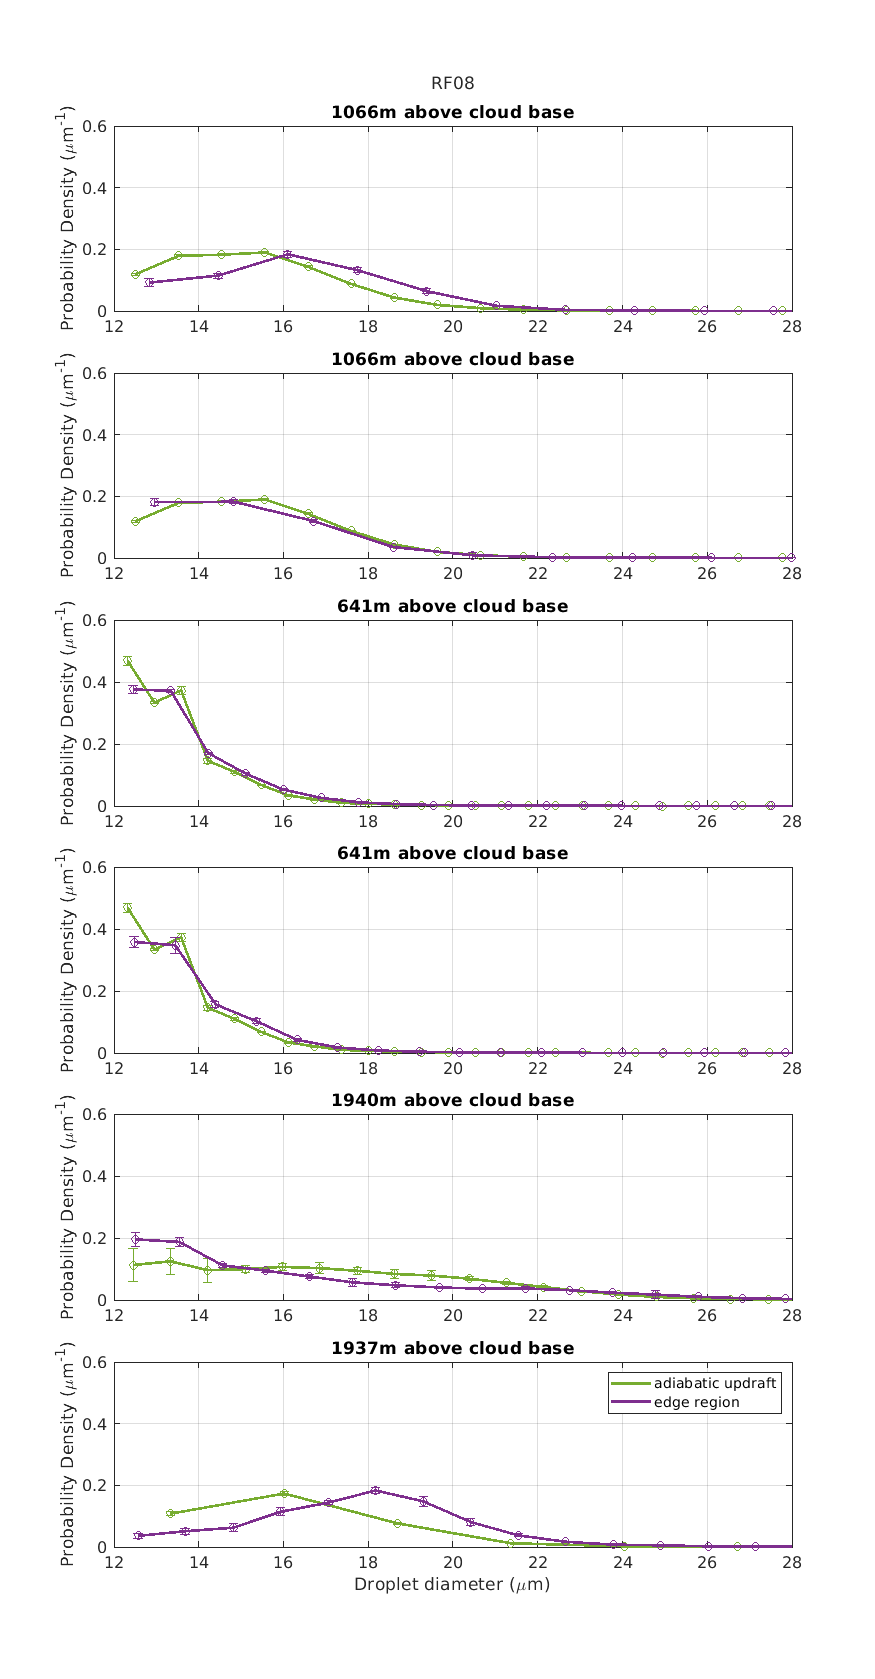 RF08
1066m above cloud base
Probability Density (μm⁻¹)
0.6
0.4
0.2
0
12 14 16 18 20 22 24 26 28
1066m above cloud base
Probability Density (μm⁻¹)
0.6
0.4
0.2
0
12 14 16 18 20 22 24 26 28
641m above cloud base
Probability Density (μm⁻¹)
0.6
0.4
0.2
0
12 14 16 18 20 22 24 26 28
641m above cloud base
Probability Density (μm⁻¹)
0.6
0.4
0.2
0
12 14 16 18 20 22 24 26 28
1940m above cloud base
Probability Density (μm⁻¹)
0.6
0.4
0.2
0
12 14 16 18 20 22 24 26 28
1937m above cloud base
Probability Density (μm⁻¹)
0.6
0.4
0.2
0
adiabatic updraft
edge region
12 14 16 18 20 22 24 26 28
Droplet diameter (μm)